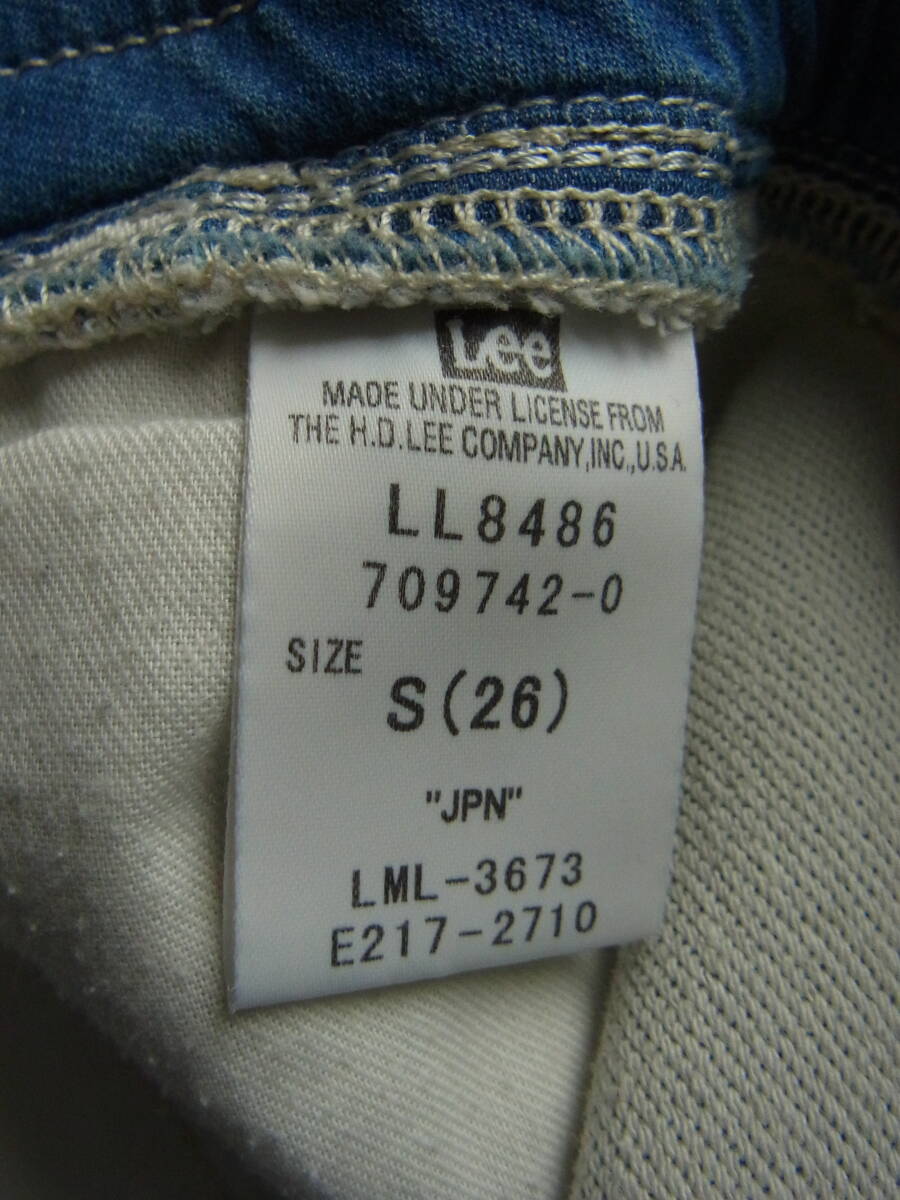 Lee
MADE UNDER LICENSE FROM
THE H.D.LEE COMPANY,INC.,U.S.A.
LL8486
709742-0
SIZE
S(26)
"JPN"
LML-3673
E217-2710